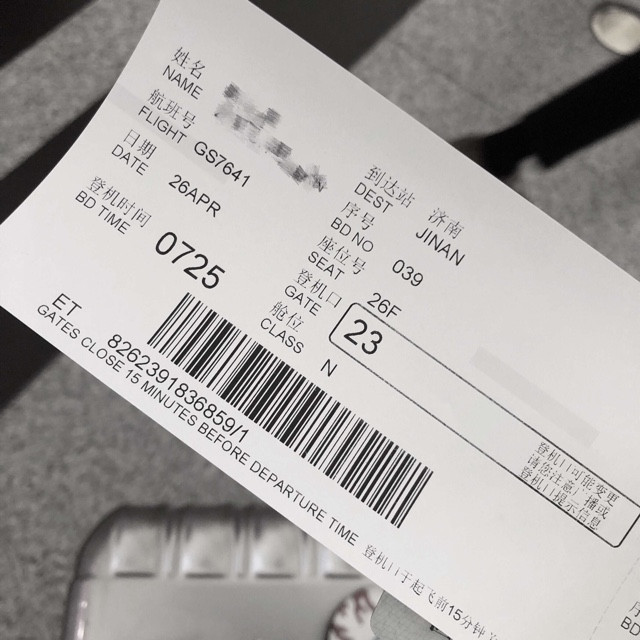 姓名
NAME
航班号
FLIGHT GS7641
日期
DATE 26APR
登机时间
BD TIME 0725
到达站 济南
DEST JINAN
序号
BD NO 039
座位号
SEAT 26F
登机口
GATE 23
舱位
CLASS N
登机口可能变更
请您注意广播或
登机口提示信息
ET 8262391836859/1
GATES CLOSE 15 MINUTES BEFORE DEPARTURE TIME 登机口于起飞前15分钟